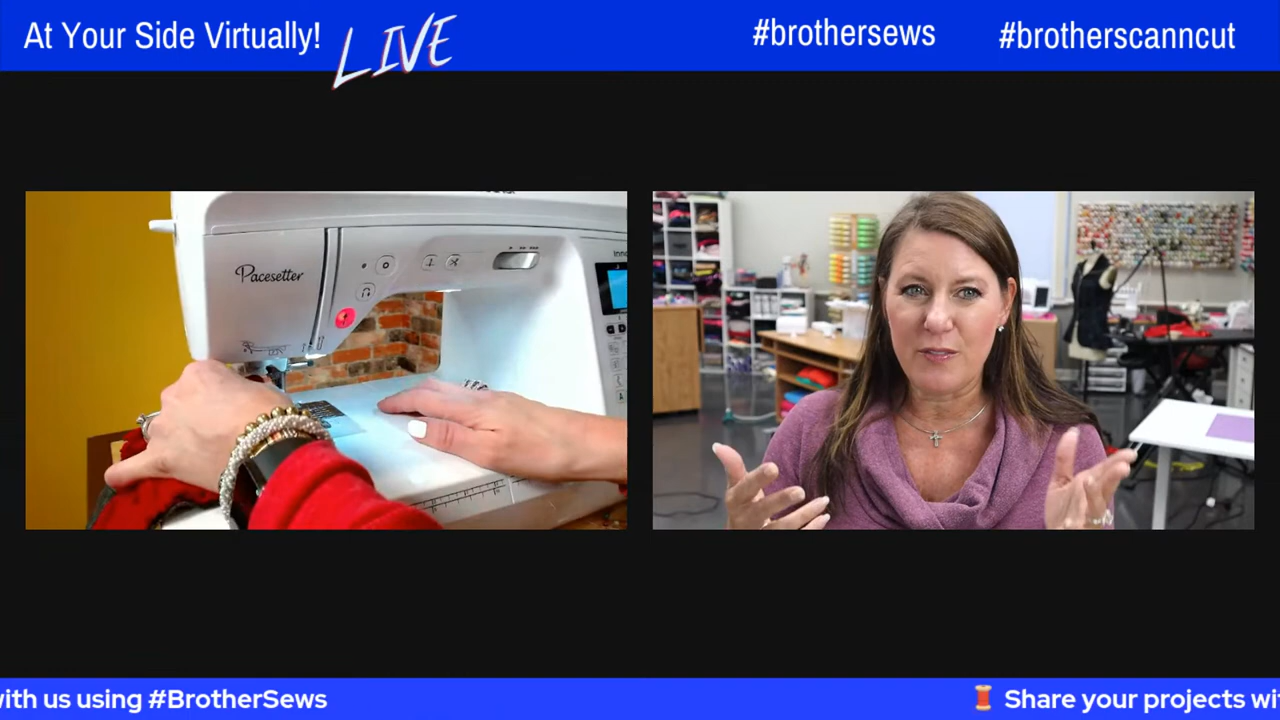 At Your Side Virtually!
LIVE
#brothersews
#brotherscanncut
Pacesetter
with us using #BrotherSews
Share your projects wit